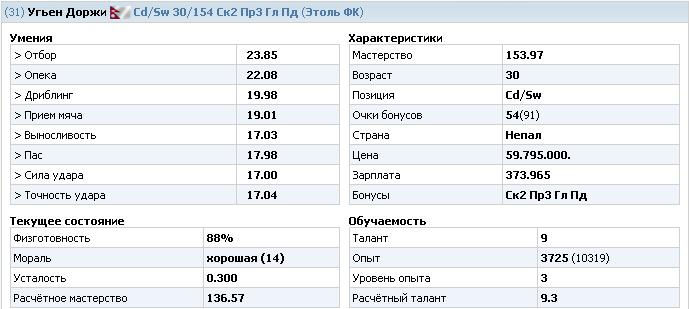 (31) Угьен Доржи Cd/Sw 30/154 Ск2 Пр3 Гл Пд (Этоль ФК)
Умения
> Отбор 23.85
> Опека 22.08
> Дриблинг 19.98
> Прием мяча 19.01
> Выносливость 17.03
> Пас 17.98
> Сила удара 17.00
> Точность удара 17.04
Характеристики
Мастерство 153.97
Возраст 30
Позиция Cd/Sw
Очки бонусов 54(91)
Страна Непал
Цена 59.795.000.
Зарплата 373.965
Бонусы Ск2 Пр3 Гл Пд
Текущее состояние
Физготовность 88%
Мораль хорошая (14)
Усталость 0.300
Расчётное мастерство 136.57
Обучаемость
Талант 9
Опыт 3725 (10319)
Уровень опыта 3
Расчётный талант 9.3